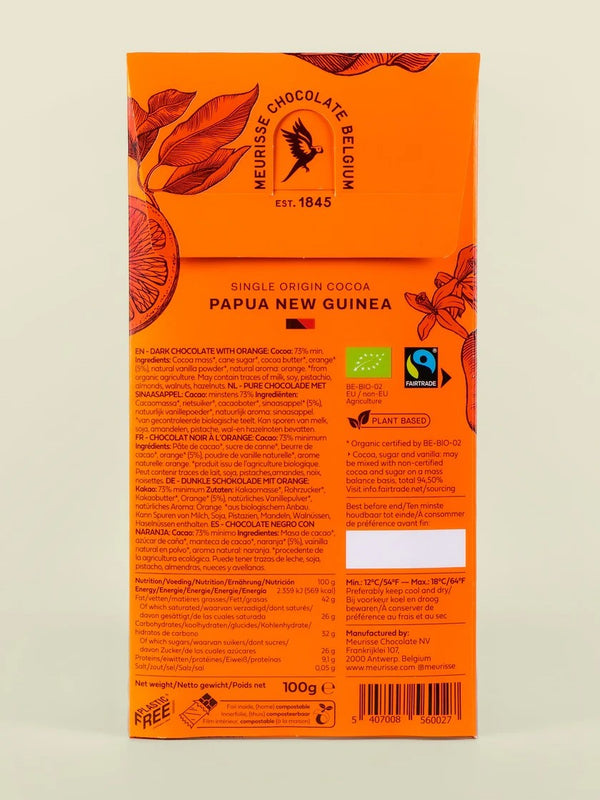 MEURISSE CHOCOLATE BELGIUM
EST. 1845
SINGLE ORIGIN COCOA
PAPUA NEW GUINEA
EN - DARK CHOCOLATE WITH ORANGE: Cocoa: 73% min.
Ingredients: Cocoa mass*, cane sugar*, cocoa butter*, orange*
[5%], natural vanilla powder*, natural aroma: orange. *from
organic agriculture. May contain traces of milk, soy, pistachio,
almonds, walnuts, hazelnuts. NL - PURE CHOCOLADE MET
SINAASAPPEL: Cacao: minstens 73% Ingrediënten:
Cacaomassa*, rietsuiker*, cacaoboter*, sinaasappel* [5%],
natuurlijk vanillepoeder*, natuurlijk aroma: sinaasappel.
*van gecontroleerde biologische teelt. Kan sporen van melk,
soja, amandelen, pistache, wal-en hazelnoten bevatten.
FR - CHOCOLAT NOIR À L'ORANGE: Cacao: 73% minimum
Ingrédients: Pâte de cacao*, sucre de canne*, beurre de
cacao*, orange* [5%], poudre de vanille naturelle*, arome
naturelle: orange. *produit issu de l'agriculture biologique.
Peut contenir traces de lait, soja, pistaches,amandes, noix,
noisettes. DE - DUNKLE SCHOKOLADE MIT ORANGE:
Kakao: 73% minimum Zutaten: Kakaomasse*, Rohrzucker*,
Kakaobutter*, Orange* [5%], natürliches Vanillepulver*,
natürliches Aroma: Orange. *aus biologischem Anbau.
Kann Spuren von Milch, Soja, Pistazien, Mandeln, Walnüssen,
Haselnüssen enthalten. ES - CHOCOLATE NEGRO CON
NARANJA: Cacao: 73% mínimo Ingredientes: Masa de cacao*,
azúcar de caña*, manteca de cacao*, naranja* [5%], vainilla
natural en polvo*, aroma natural: naranja. *procedente de
la agricultura ecológica. Puede tener trazas de leche, soja,
pistacho, almendras, nueces y avellanas.
Nutrition/Voeding/Nutrition/Ernährung/Nutrición 100 g
Energy/Energie/Énergie/Energie/Energía 2.359 kJ (569 kcal)
Fat/vetten/matières grasses/Fett/grasas 42 g
Of which saturated/waarvan verzadigd/dont saturés/
davon gesättigt/de las cuales saturada 26 g
Carbohydrates/koolhydraten/glucides/Kohlenhydrate/
hidratos de carbono 32 g
Of which sugars/waarvan suikers/dont sucres/
davon Zucker/de los cuales azúcares 26 g
Proteins/eiwitten/protéines/Eiweiß/proteínas 9,1 g
Salt/zout/sel/Salz/sal 0,05 g
Net weight/Netto gewicht/Poids net 100g e
PLASTIC
FREE
Foil inside, (home) compostable
Innenfolie, (thuis) composteerbaar
Film intérieur, compostable (à la maison)
BE-BIO-02
EU / non-EU
Agriculture
FAIRTRADE
PLANT BASED
* Organic certified by BE-BIO-02
Cocoa, sugar and vanilla: may
be mixed with non-certified
cocoa and sugar on a mass
balance basis, total 94,50%
Visit info.fairtrade.net/sourcing
Best before end/Ten minste
houdbaar tot einde/À consommer
de préférence avant fin:
Min.: 12°C/54°F — Max.: 18°C/64°F
Preferably keep cool and dry/
Bij voorkeur koel en droog
bewaren/À conserver de
préférence au frais et au sec
Manufactured by:
Meurisse Chocolate NV
Frankrijklei 107,
2000 Antwerp, Belgium
www.meurisse.com @meurisse
5 407008 560027